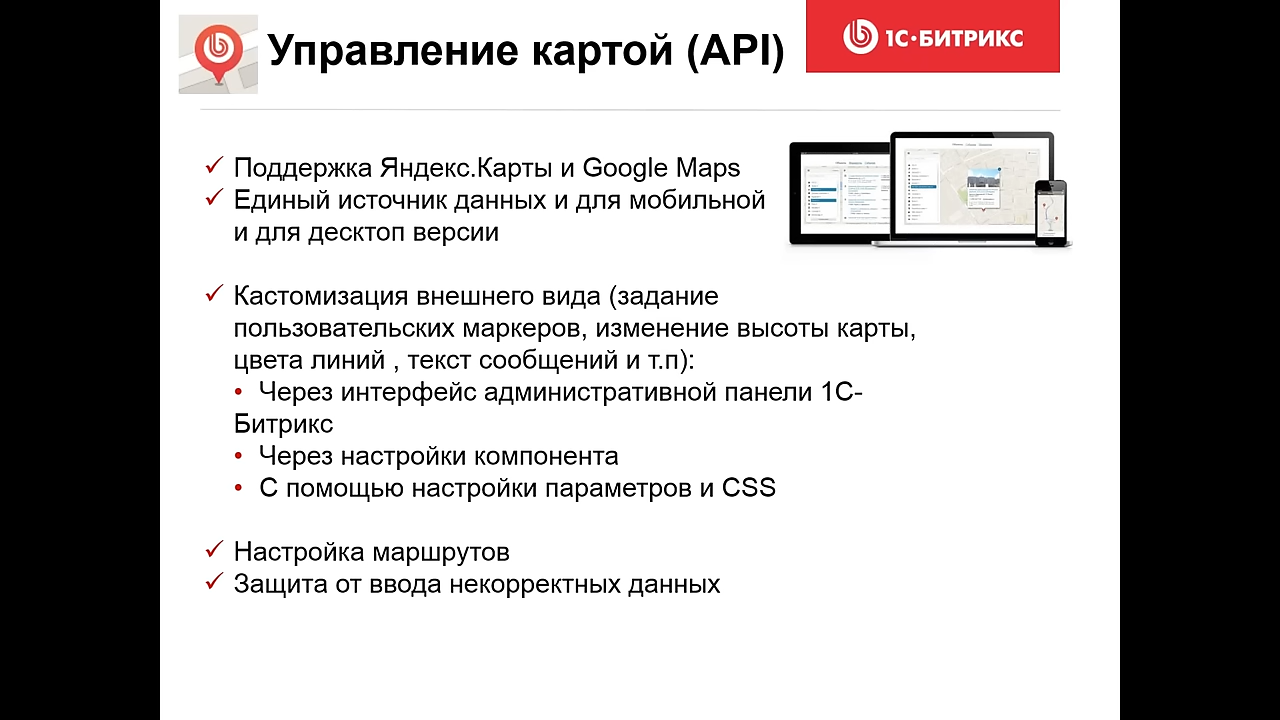 Управление картой (API)
1С-БИТРИКС
Поддержка Яндекс.Карты и Google Maps
Единый источник данных и для мобильной
и для десктоп версии
Кастомизация внешнего вида (задание
пользовательских маркеров, изменение высоты карты,
цвета линий , текст сообщений и т.п):
• Через интерфейс административной панели 1С-
Битрикс
• Через настройки компонента
• С помощью настройки параметров и CSS
Настройка маршрутов
Защита от ввода некорректных данных